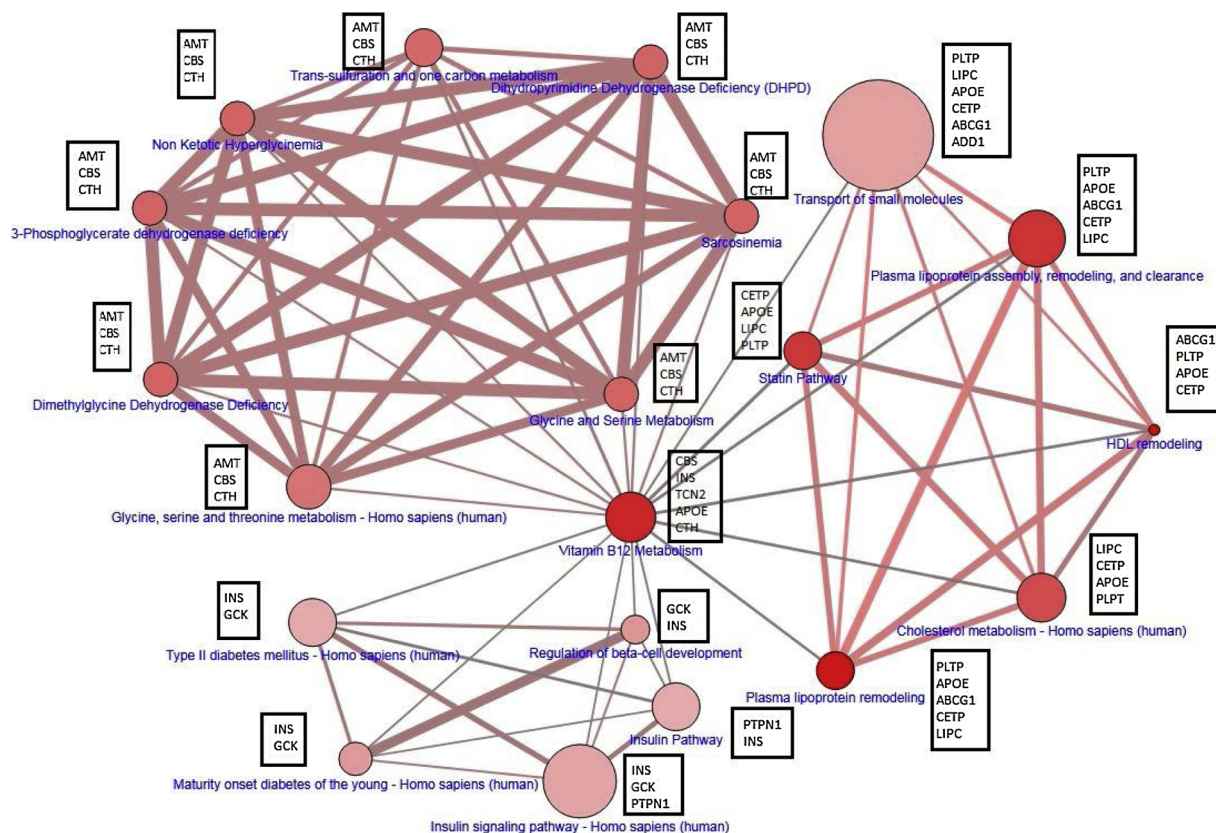 AMT
CBS
CTH
Trans-sulfuration and one carbon metabolism
AMT
CBS
CTH
Dihydropyrimidine Dehydrogenase Deficiency (DHPD)
AMT
CBS
CTH
Non Ketotic Hyperglycinemia
AMT
CBS
CTH
3-Phosphoglycerate dehydrogenase deficiency
AMT
CBS
CTH
Sarcosinemia
AMT
CBS
CTH
Dimethylglycine Dehydrogenase Deficiency
AMT
CBS
CTH
Glycine and Serine Metabolism
AMT
CBS
CTH
Glycine, serine and threonine metabolism - Homo sapiens (human)
PLTP
LIPC
APOE
CETP
ABCG1
ADD1
Transport of small molecules
PLTP
APOE
ABCG1
CETP
LIPC
Plasma lipoprotein assembly, remodeling, and clearance
CETP
APOE
LIPC
PLTP
Statin Pathway
ABCG1
PLTP
APOE
CETP
HDL remodeling
CBS
INS
TCN2
APOE
CTH
Vitamin B12 Metabolism
LIPC
CETP
APOE
PLPT
Cholesterol metabolism - Homo sapiens (human)
PLTP
APOE
ABCG1
CETP
LIPC
Plasma lipoprotein remodeling
INS
GCK
Type II diabetes mellitus - Homo sapiens (human)
GCK
INS
Regulation of beta-cell development
PTPN1
INS
Insulin Pathway
INS
GCK
Maturity onset diabetes of the young - Homo sapiens (human)
INS
GCK
PTPN1
Insulin signaling pathway - Homo sapiens (human)